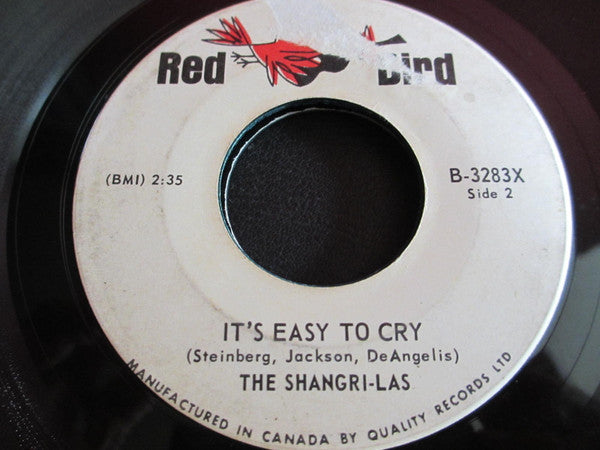 Red Bird
(BMI) 2:35
B-3283X
Side 2
IT'S EASY TO CRY
(Steinberg, Jackson, DeAngelis)
THE SHANGRI-LAS
MANUFACTURED IN CANADA BY QUALITY RECORDS LTD